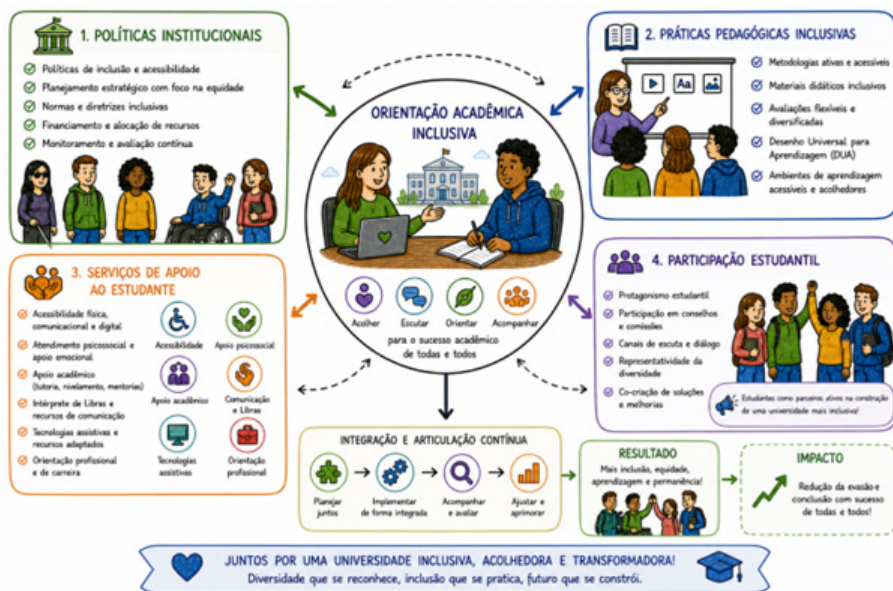 1. POLÍTICAS INSTITUCIONAIS
Políticas de inclusão e acessibilidade
Planejamento estratégico com foco na equidade
Normas e diretrizes inclusivas
Financiamento e alocação de recursos
Monitoramento e avaliação contínua
ORIENTAÇÃO ACADÊMICA
INCLUSIVA
Acolher
Escutar
Orientar
Acompanhar
para o sucesso acadêmico
de todas e todos
2. PRÁTICAS PEDAGÓGICAS INCLUSIVAS
Aa
Metodologias ativas e acessíveis
Materiais didáticos inclusivos
Avaliações flexíveis e
diversificadas
Desenho Universal para
Aprendizagem (DUA)
Ambientes de aprendizagem
acessíveis e acolhedores
3. SERVIÇOS DE APOIO
AO ESTUDANTE
Acessibilidade física,
comunicacional e digital
Atendimento psicossocial e
apoio emocional
Apoio acadêmico
(tutoria, nivelamento, mentorias)
Intérprete de Libras e
recursos de comunicação
Tecnologias assistivas e
recursos adaptados
Orientação profissional
e de carreira
Acessibilidade
Apoio psicossocial
Apoio acadêmico
Comunicação
e Libras
Tecnologias
assistivas
Orientação
profissional
4. PARTICIPAÇÃO ESTUDANTIL
Protagonismo estudantil
Participação em conselhos
e comissões
Canais de escuta e diálogo
Representatividade da
diversidade
Co-criação de soluções
e melhorias
Estudantes como parceiros ativos na construção
de uma universidade mais inclusiva!
INTEGRAÇÃO E ARTICULAÇÃO CONTÍNUA
Planejar
juntos
Implementar
de forma integrada
Acompanhar
e avaliar
Ajustar e
aprimorar
RESULTADO
Mais inclusão, equidade,
aprendizagem e permanência!
IMPACTO
Redução da evasão e
conclusão com sucesso
de todas e todos!
JUNTOS POR UMA UNIVERSIDADE INCLUSIVA, ACOLHEDORA E TRANSFORMADORA!
Diversidade que se reconhece, inclusão que se pratica, futuro que se constrói.